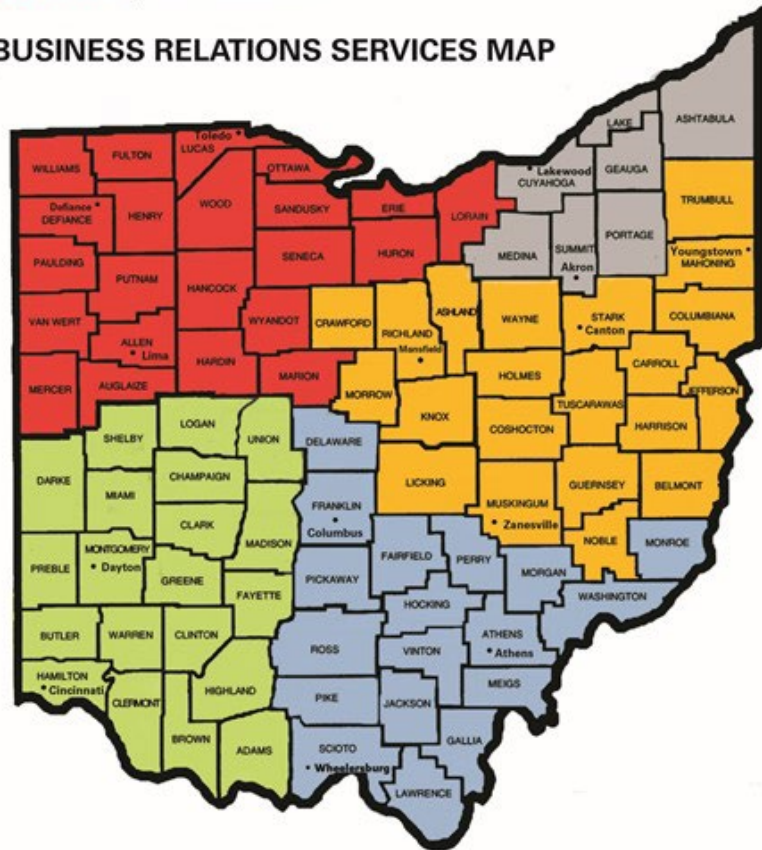 BUSINESS RELATIONS SERVICES MAP
LAKE
ASHTABULA
Toledo
LUCAS
FULTON
WILLIAMS
OTTAWA
Lakewood
CUYAHOGA
GEAUGA
Defiance
DEFIANCE
HENRY
WOOD
SANDUSKY
ERIE
LORAIN
TRUMBULL
PORTAGE
SUMMIT
Akron
MEDINA
Youngstown
MAHONING
PAULDING
PUTNAM
HANCOCK
SENECA
HURON
VAN WERT
ALLEN
Lima
WYANDOT
CRAWFORD
RICHLAND
Mansfield
ASHLAND
WAYNE
STARK
Canton
COLUMBIANA
MERCER
AUGLAIZE
HARDIN
MARION
MORROW
HOLMES
CARROLL
JEFFERSON
TUSCARAWAS
KNOX
COSHOCTON
HARRISON
SHELBY
LOGAN
UNION
DELAWARE
DARKE
CHAMPAIGN
LICKING
GUERNSEY
BELMONT
MIAMI
FRANKLIN
Columbus
MUSKINGUM
Zanesville
CLARK
MADISON
NOBLE
MONROE
PREBLE
MONTGOMERY
Dayton
GREENE
FAYETTE
PICKAWAY
FAIRFIELD
PERRY
MORGAN
WASHINGTON
HOCKING
BUTLER
WARREN
CLINTON
ROSS
VINTON
ATHENS
Athens
HAMILTON
Cincinnati
CLERMONT
HIGHLAND
PIKE
JACKSON
MEIGS
BROWN
ADAMS
SCIOTO
Wheelersburg
GALLIA
LAWRENCE